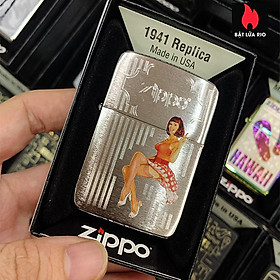 BẬT LỬA RIO
1941 Replica
Made in USA
Zippo
zippo
HAWAII